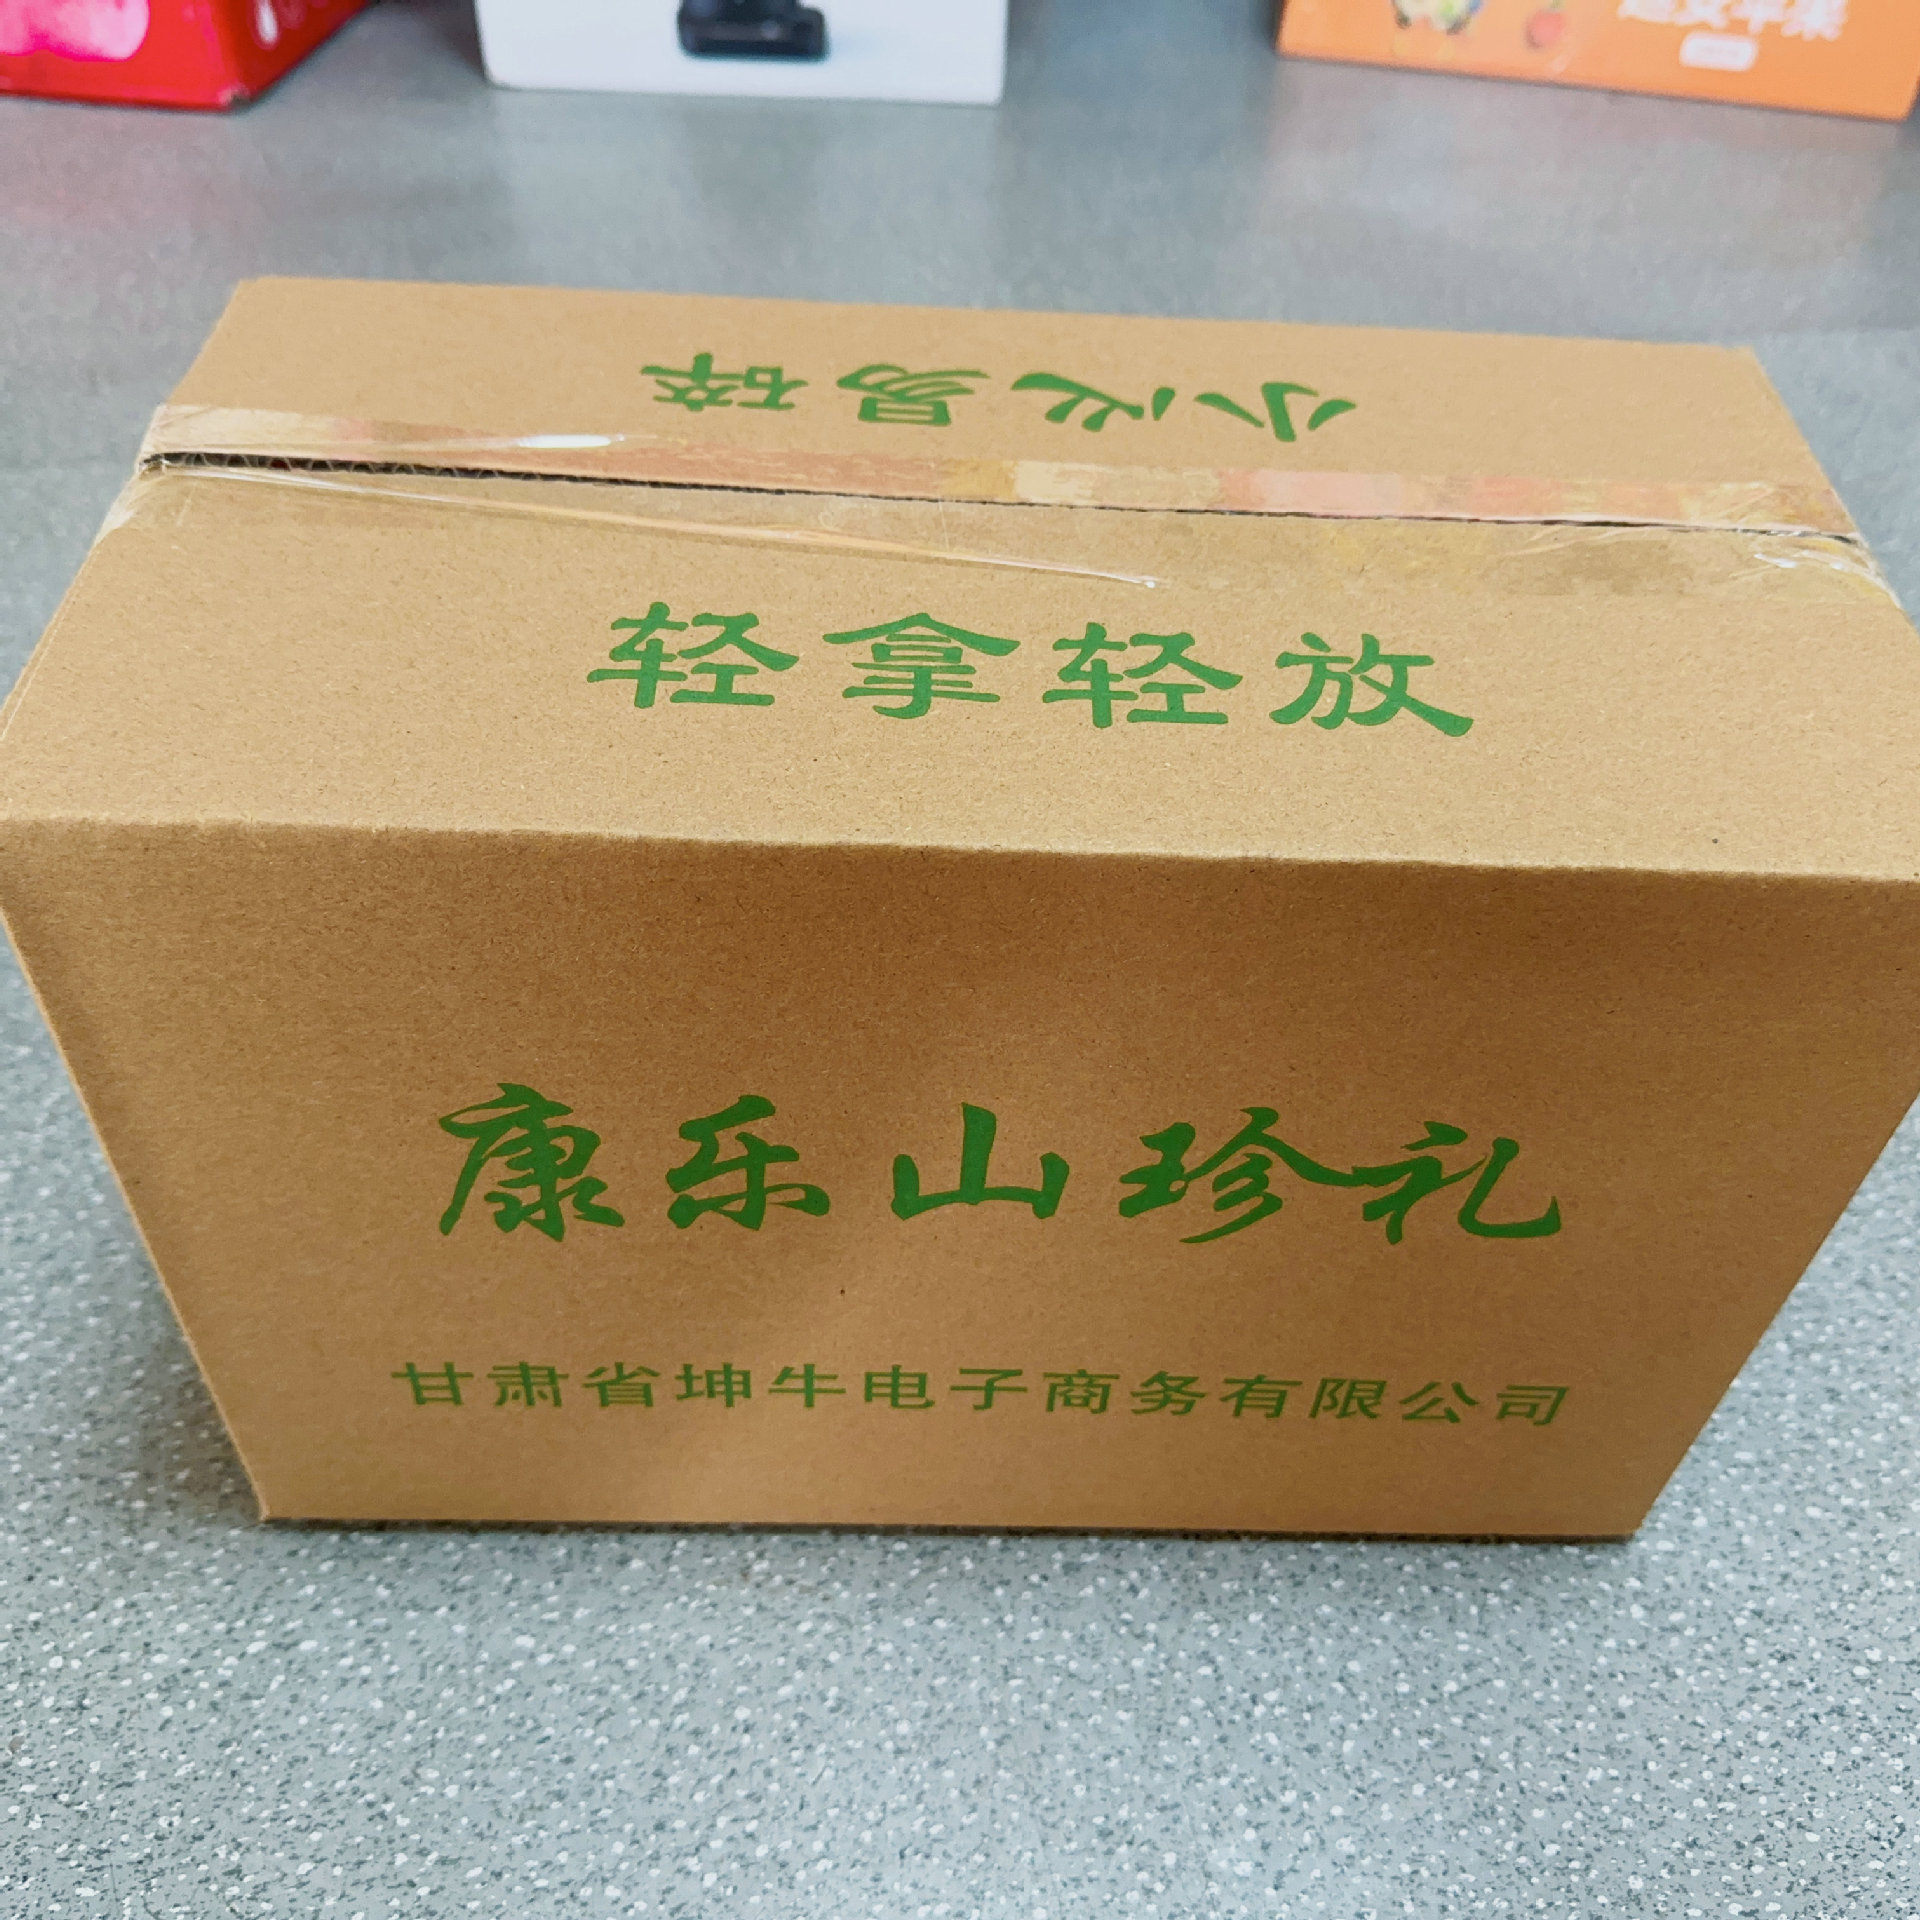 小心易碎
轻拿轻放
康乐山珍礼
甘肃省坤牛电子商务有限公司